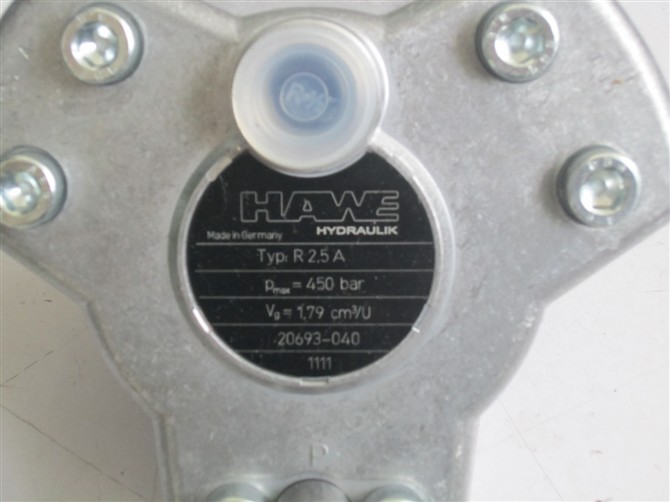 HAWE
HYDRAULIK
Made in Germany
Typ: R 2,5 A
pmax = 450 bar
Vg = 1,79 cm³/U
20693-040
1111
P